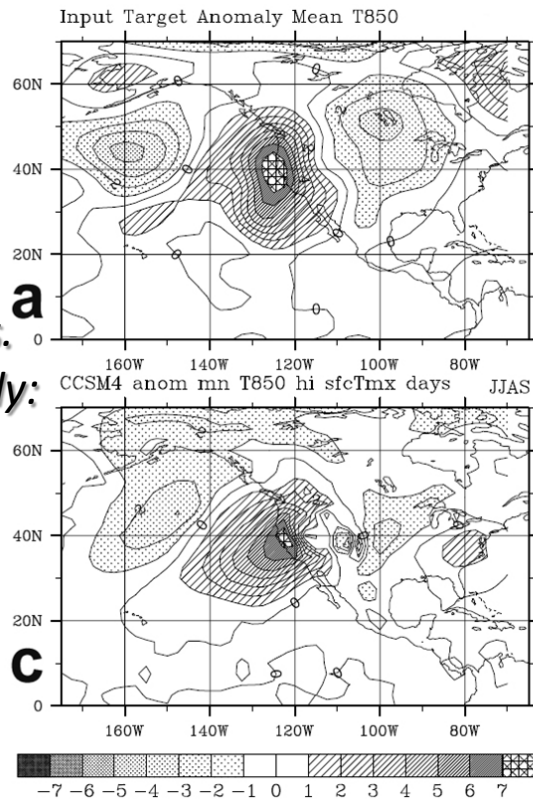 Input Target Anomaly Mean T850
60N
40N
20N
0
a
160W 140W 120W 100W 80W
s.
ly:
CCSM4 anom mn T850 hi sfcTmx days JJAS
60N
40N
20N
0
c
160W 140W 120W 100W 80W
-7 -6 -5 -4 -3 -2 -1 0 1 2 3 4 5 6 7